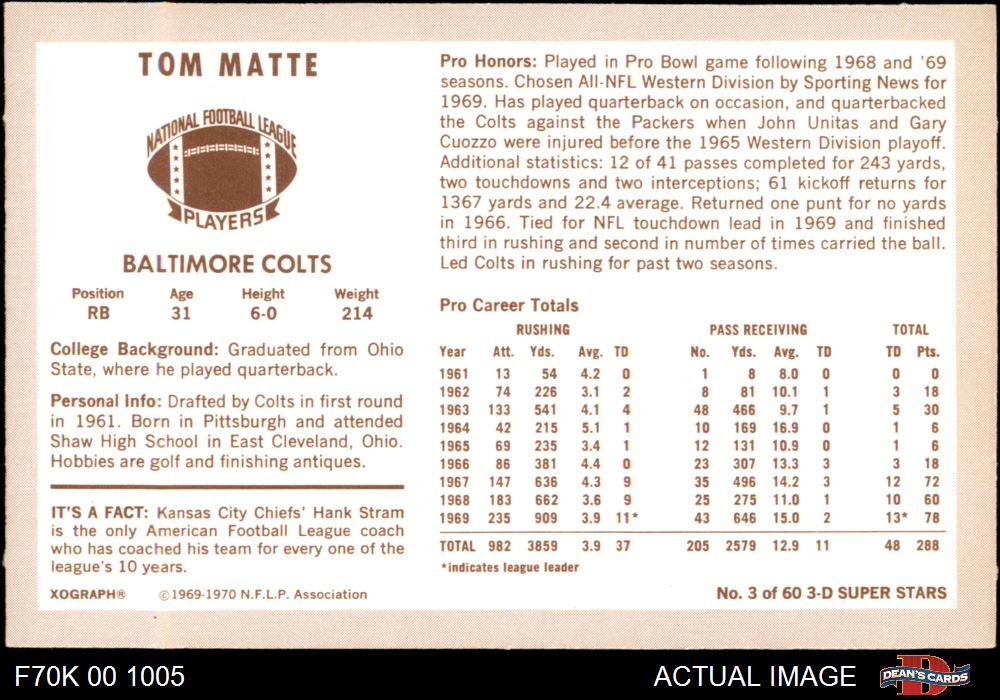 TOM MATTE
NATIONAL FOOTBALL LEAGUE
PLAYERS
BALTIMORE COLTS
Position Age Height Weight
RB 31 6-0 214
College Background: Graduated from Ohio
State, where he played quarterback.
Personal Info: Drafted by Colts in first round
in 1961. Born in Pittsburgh and attended
Shaw High School in East Cleveland, Ohio.
Hobbies are golf and finishing antiques.
IT'S A FACT: Kansas City Chiefs' Hank Stram
is the only American Football League coach
who has coached his team for every one of the
league's 10 years.
XOGRAPH® ©1969-1970 N.F.L.P. Association
Pro Honors: Played in Pro Bowl game following 1968 and '69
seasons. Chosen All-NFL Western Division by Sporting News for
1969. Has played quarterback on occasion, and quarterbacked
the Colts against the Packers when John Unitas and Gary
Cuozzo were injured before the 1965 Western Division playoff.
Additional statistics: 12 of 41 passes completed for 243 yards,
two touchdowns and two interceptions; 61 kickoff returns for
1367 yards and 22.4 average. Returned one punt for no yards
in 1966. Tied for NFL touchdown lead in 1969 and finished
third in rushing and second in number of times carried the ball.
Led Colts in rushing for past two seasons.
Pro Career Totals
RUSHING PASS RECEIVING TOTAL
Year Att. Yds. Avg. TD No. Yds. Avg. TD TD Pts.
1961 13 54 4.2 0 1 8 8.0 0 0 0
1962 74 226 3.1 2 8 81 10.1 1 3 18
1963 133 541 4.1 4 48 466 9.7 1 5 30
1964 42 215 5.1 1 10 169 16.9 0 1 6
1965 69 235 3.4 1 12 131 10.9 0 1 6
1966 86 381 4.4 0 23 307 13.3 3 3 18
1967 147 636 4.3 9 35 496 14.2 3 12 72
1968 183 662 3.6 9 25 275 11.0 1 10 60
1969 235 909 3.9 11* 43 646 15.0 2 13* 78
TOTAL 982 3859 3.9 37 205 2579 12.9 11 48 288
*indicates league leader
No. 3 of 60 3-D SUPER STARS
F70K 00 1005
ACTUAL IMAGE
D
DEAN'S CARDS